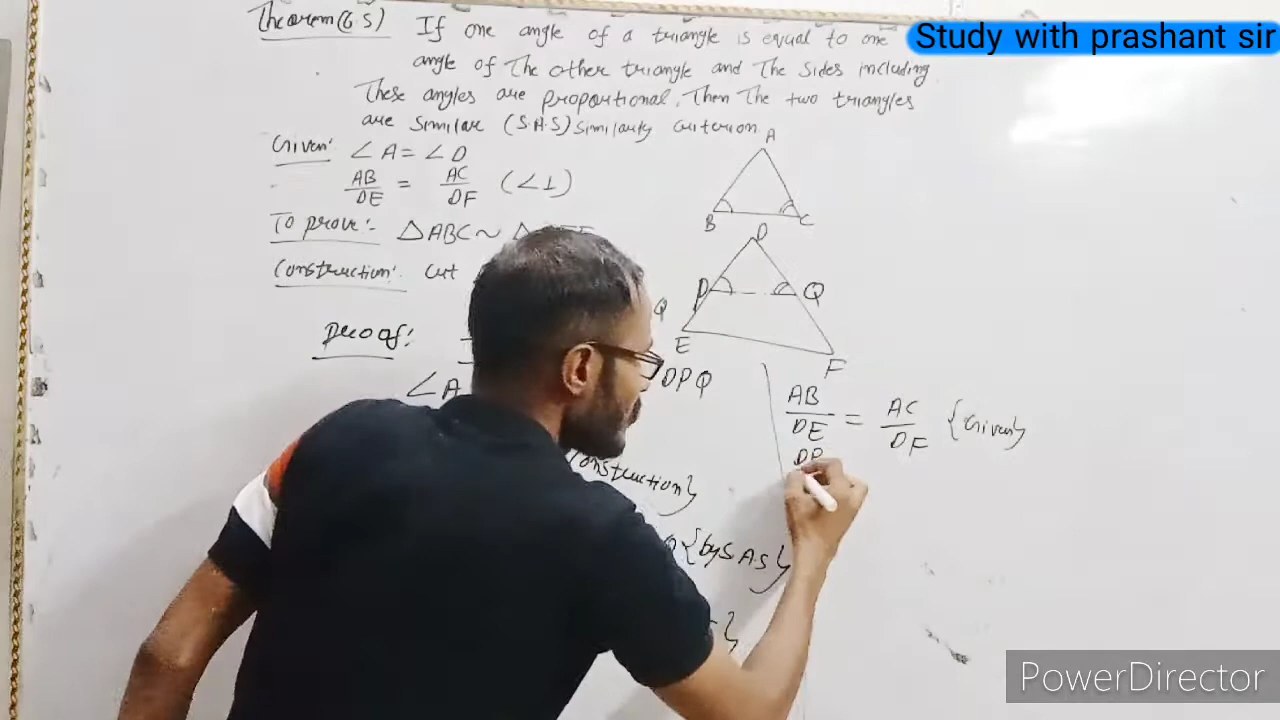 Study with prashant sir
Theorem (6.5) If one angle of a triangle is equal to one
angle of The other triangle and The sides including
These angles are proportional, Then The two triangles
are similar (S.A.S) Similarity criterion
Given: ∠A = ∠D
AB/DE = AC/DF (<1)
To prove:- △ABC ~ △
Construction:- Cut
Q
Proof:
∠A
DPQ
Construction}
{by S.A.S}
A
B C
D
P Q
E
F
AB/DE = AC/DF {Given}
DP
PowerDirector